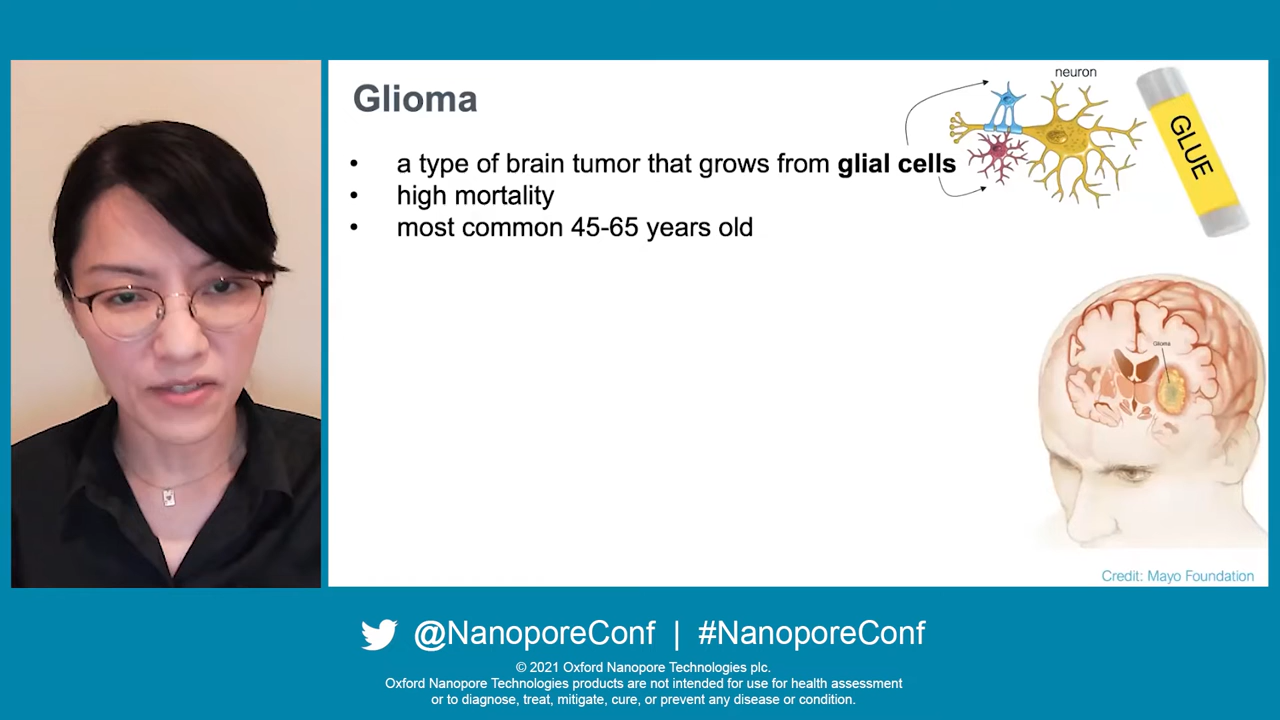 Glioma
• a type of brain tumor that grows from glial cells
• high mortality
• most common 45-65 years old
neuron
GLUE
Glioma
Credit: Mayo Foundation
@NanoporeConf | #NanoporeConf
© 2021 Oxford Nanopore Technologies plc.
Oxford Nanopore Technologies products are not intended for use for health assessment
or to diagnose, treat, mitigate, cure, or prevent any disease or condition.